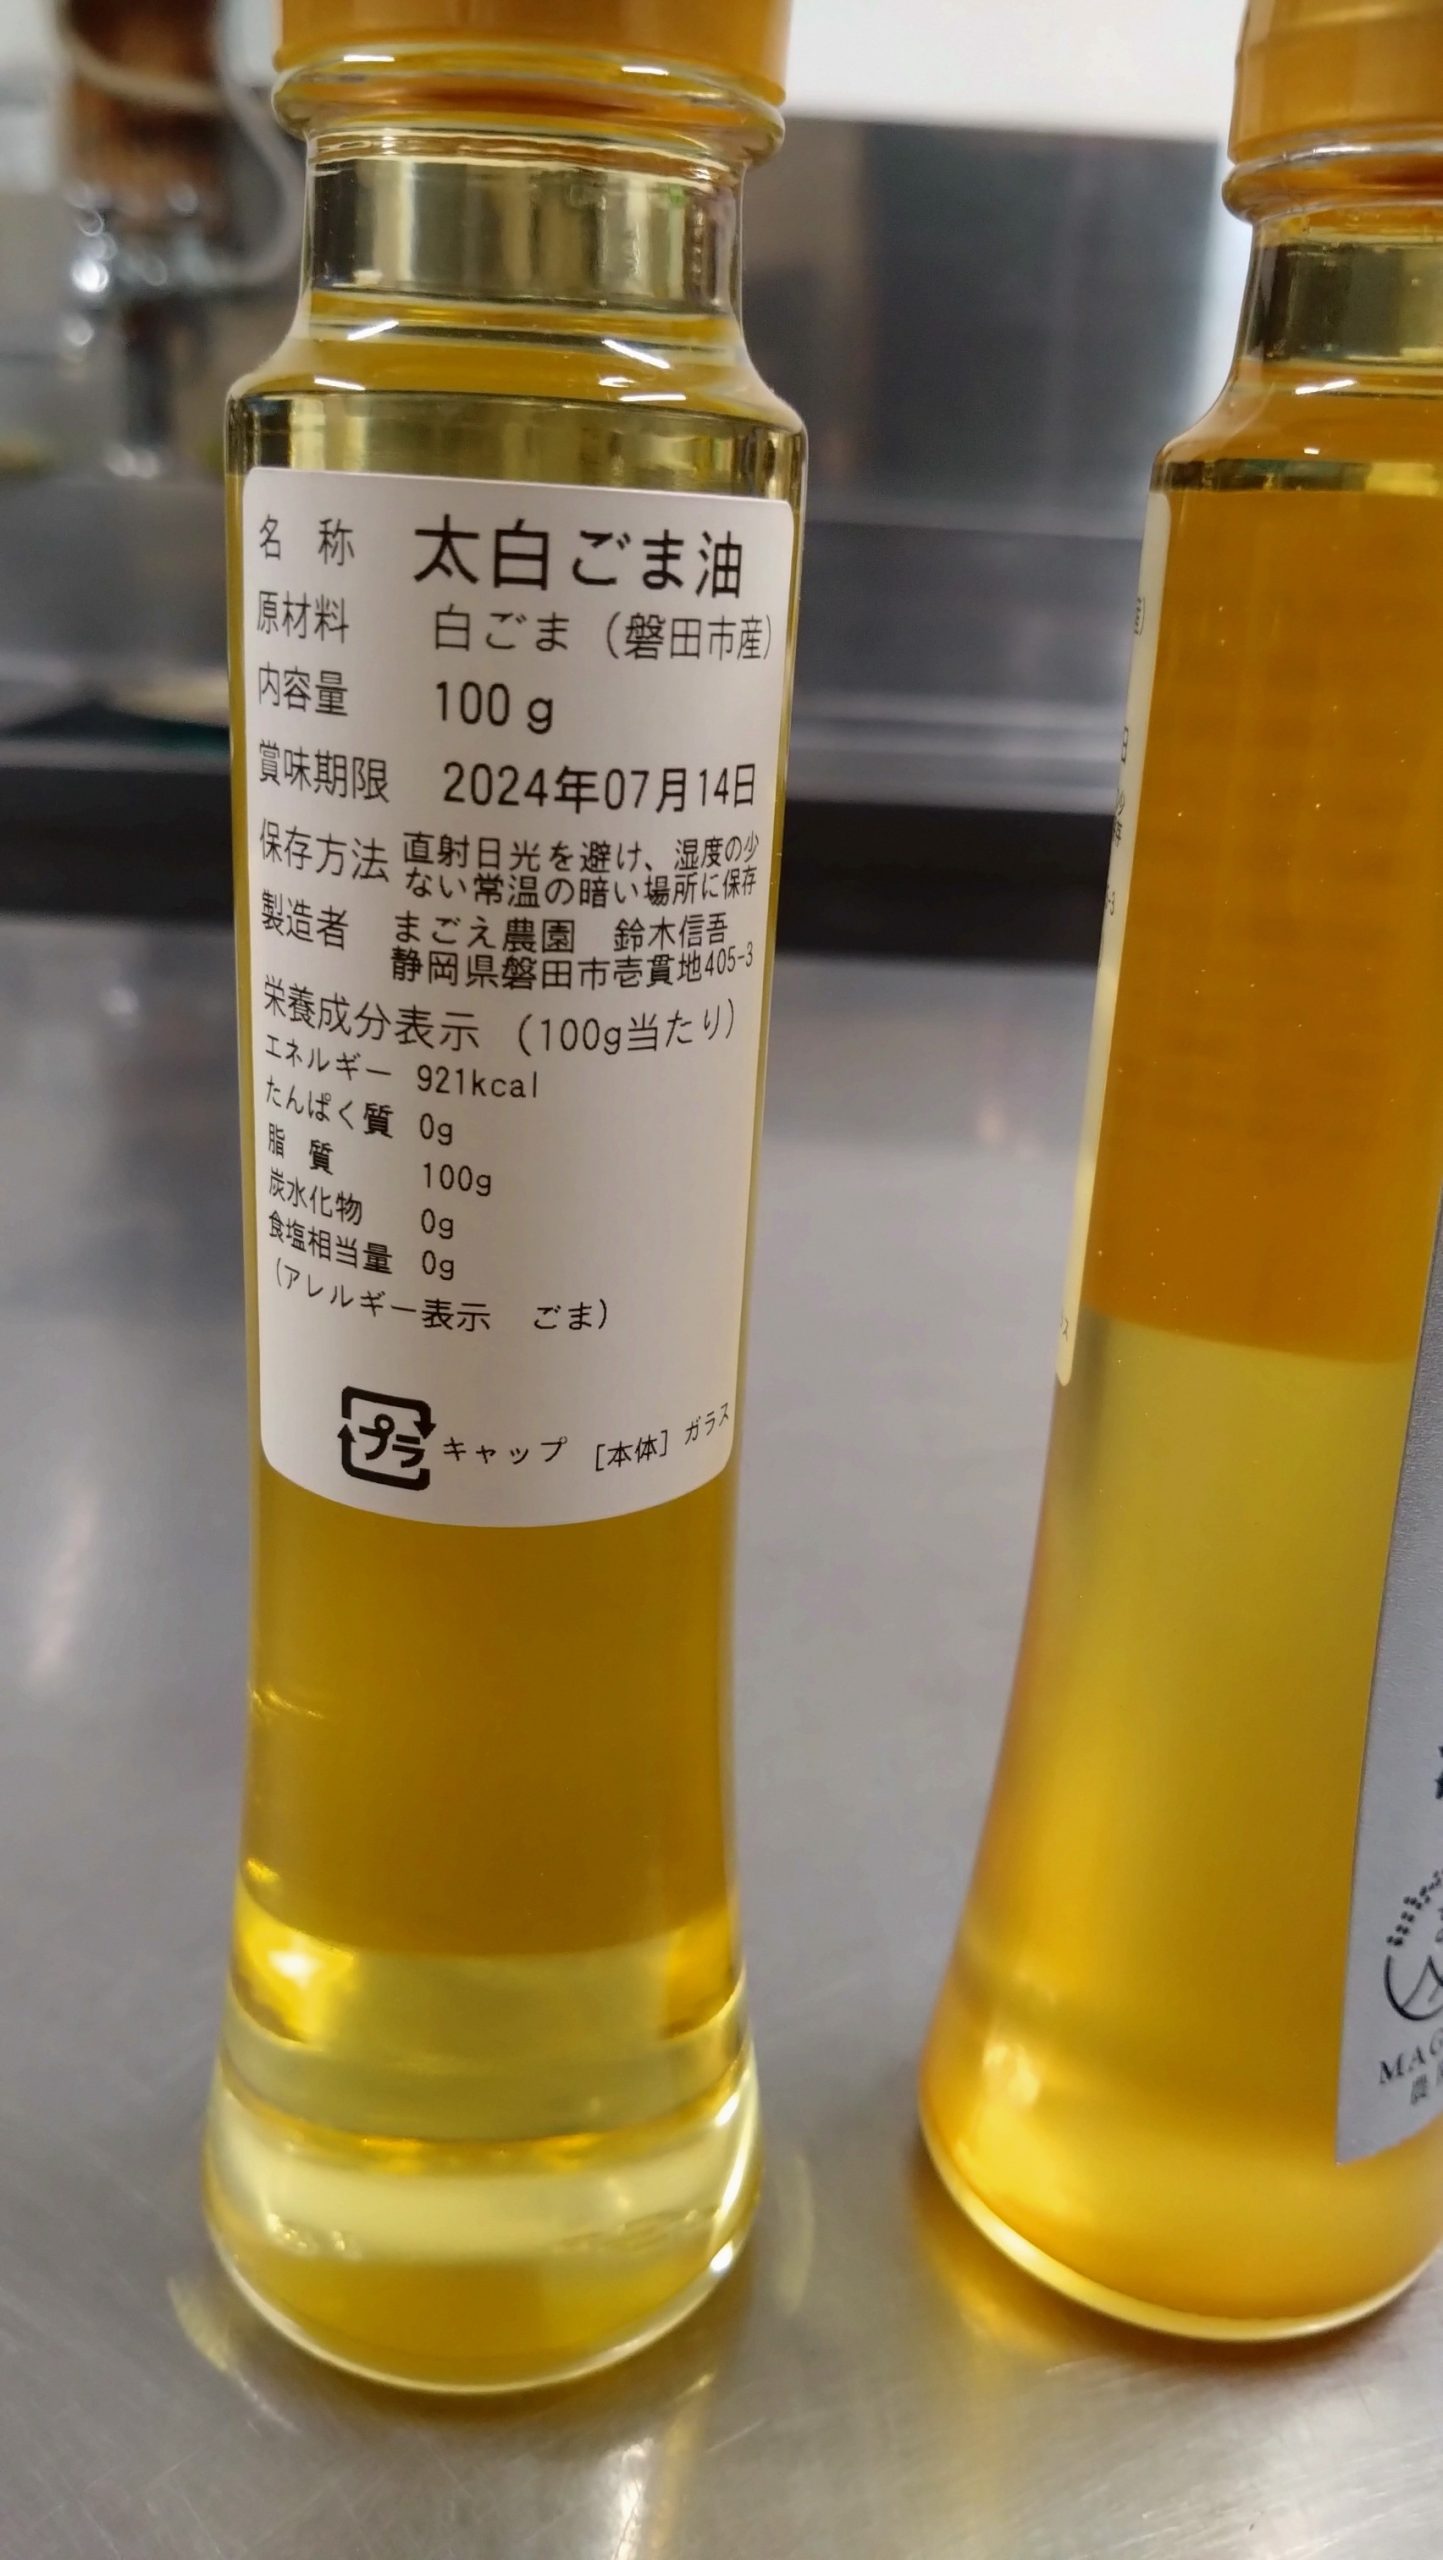 名称 太白ごま油
原材料 白ごま（磐田市産）
内容量 100g
賞味期限 2024年07月14日
保存方法 直射日光を避け、湿度の少
ない常温の暗い場所に保存
製造者 まごえ農園 鈴木信吾
静岡県磐田市壱貫地405-3
栄養成分表示（100g当たり）
エネルギー 921kcal
たんぱく質 0g
脂質 100g
炭水化物 0g
食塩相当量 0g
（アレルギー表示 ごま）
プラ キャップ [本体] ガラス
日
-3
ス
MAG
農